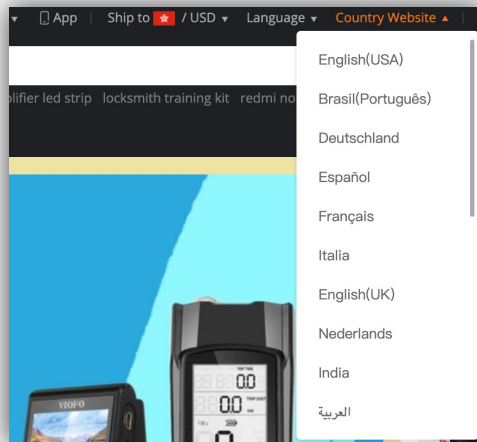 App | Ship to / USD Language Country Website
plifier led strip locksmith training kit redmi no
English(USA)
Brasil(Português)
Deutschland
Español
Français
Italia
English(UK)
Nederlands
India
العربية
VIOFO
TRIP TIME
0.0
TRIP DIST
0.0